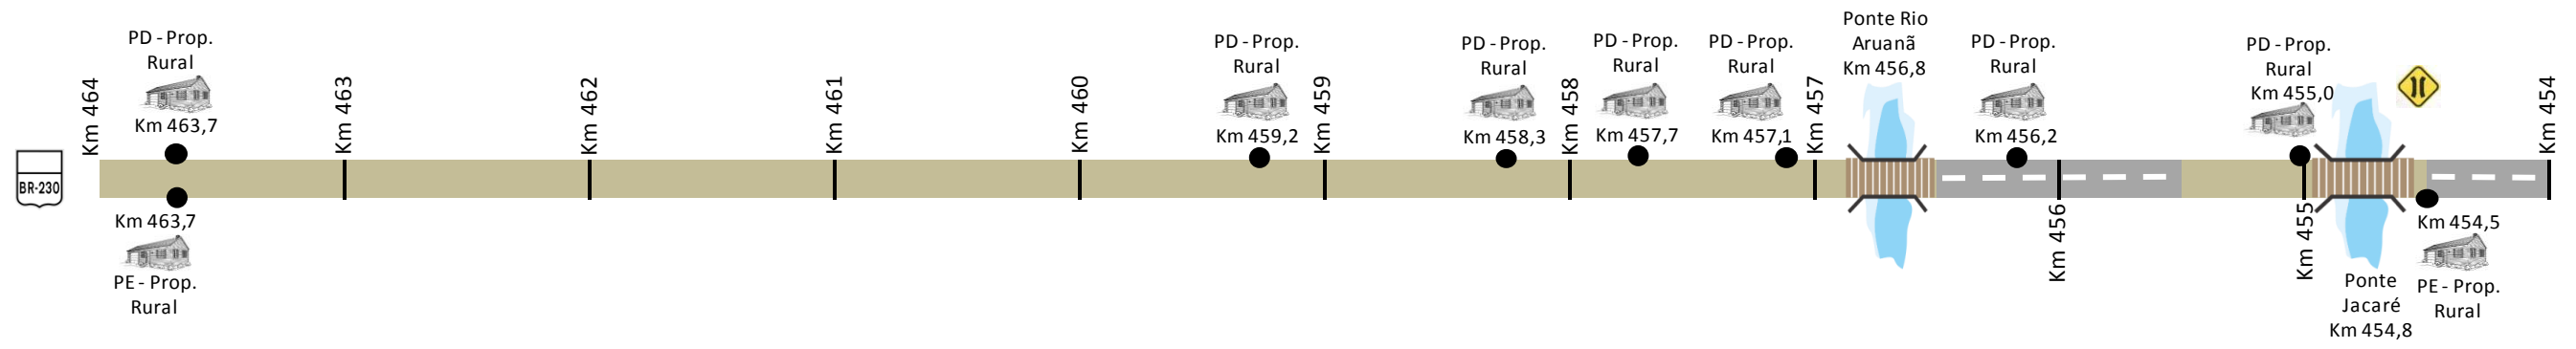 BR-230
Km 464
PD - Prop.
Rural
Km 463,7
Km 463,7
PE - Prop.
Rural
Km 463
Km 462
Km 461
Km 460
PD - Prop.
Rural
Km 459,2
Km 459
PD - Prop.
Rural
Km 458,3
Km 458
PD - Prop.
Rural
Km 457,7
PD - Prop.
Rural
Km 457,1
Km 457
Ponte Rio
Aruanã
Km 456,8
PD - Prop.
Rural
Km 456,2
Km 456
PD - Prop.
Rural
Km 455,0
Km 455
Ponte
Jacaré
Km 454,8
Km 454,5
PE - Prop.
Rural
Km 454